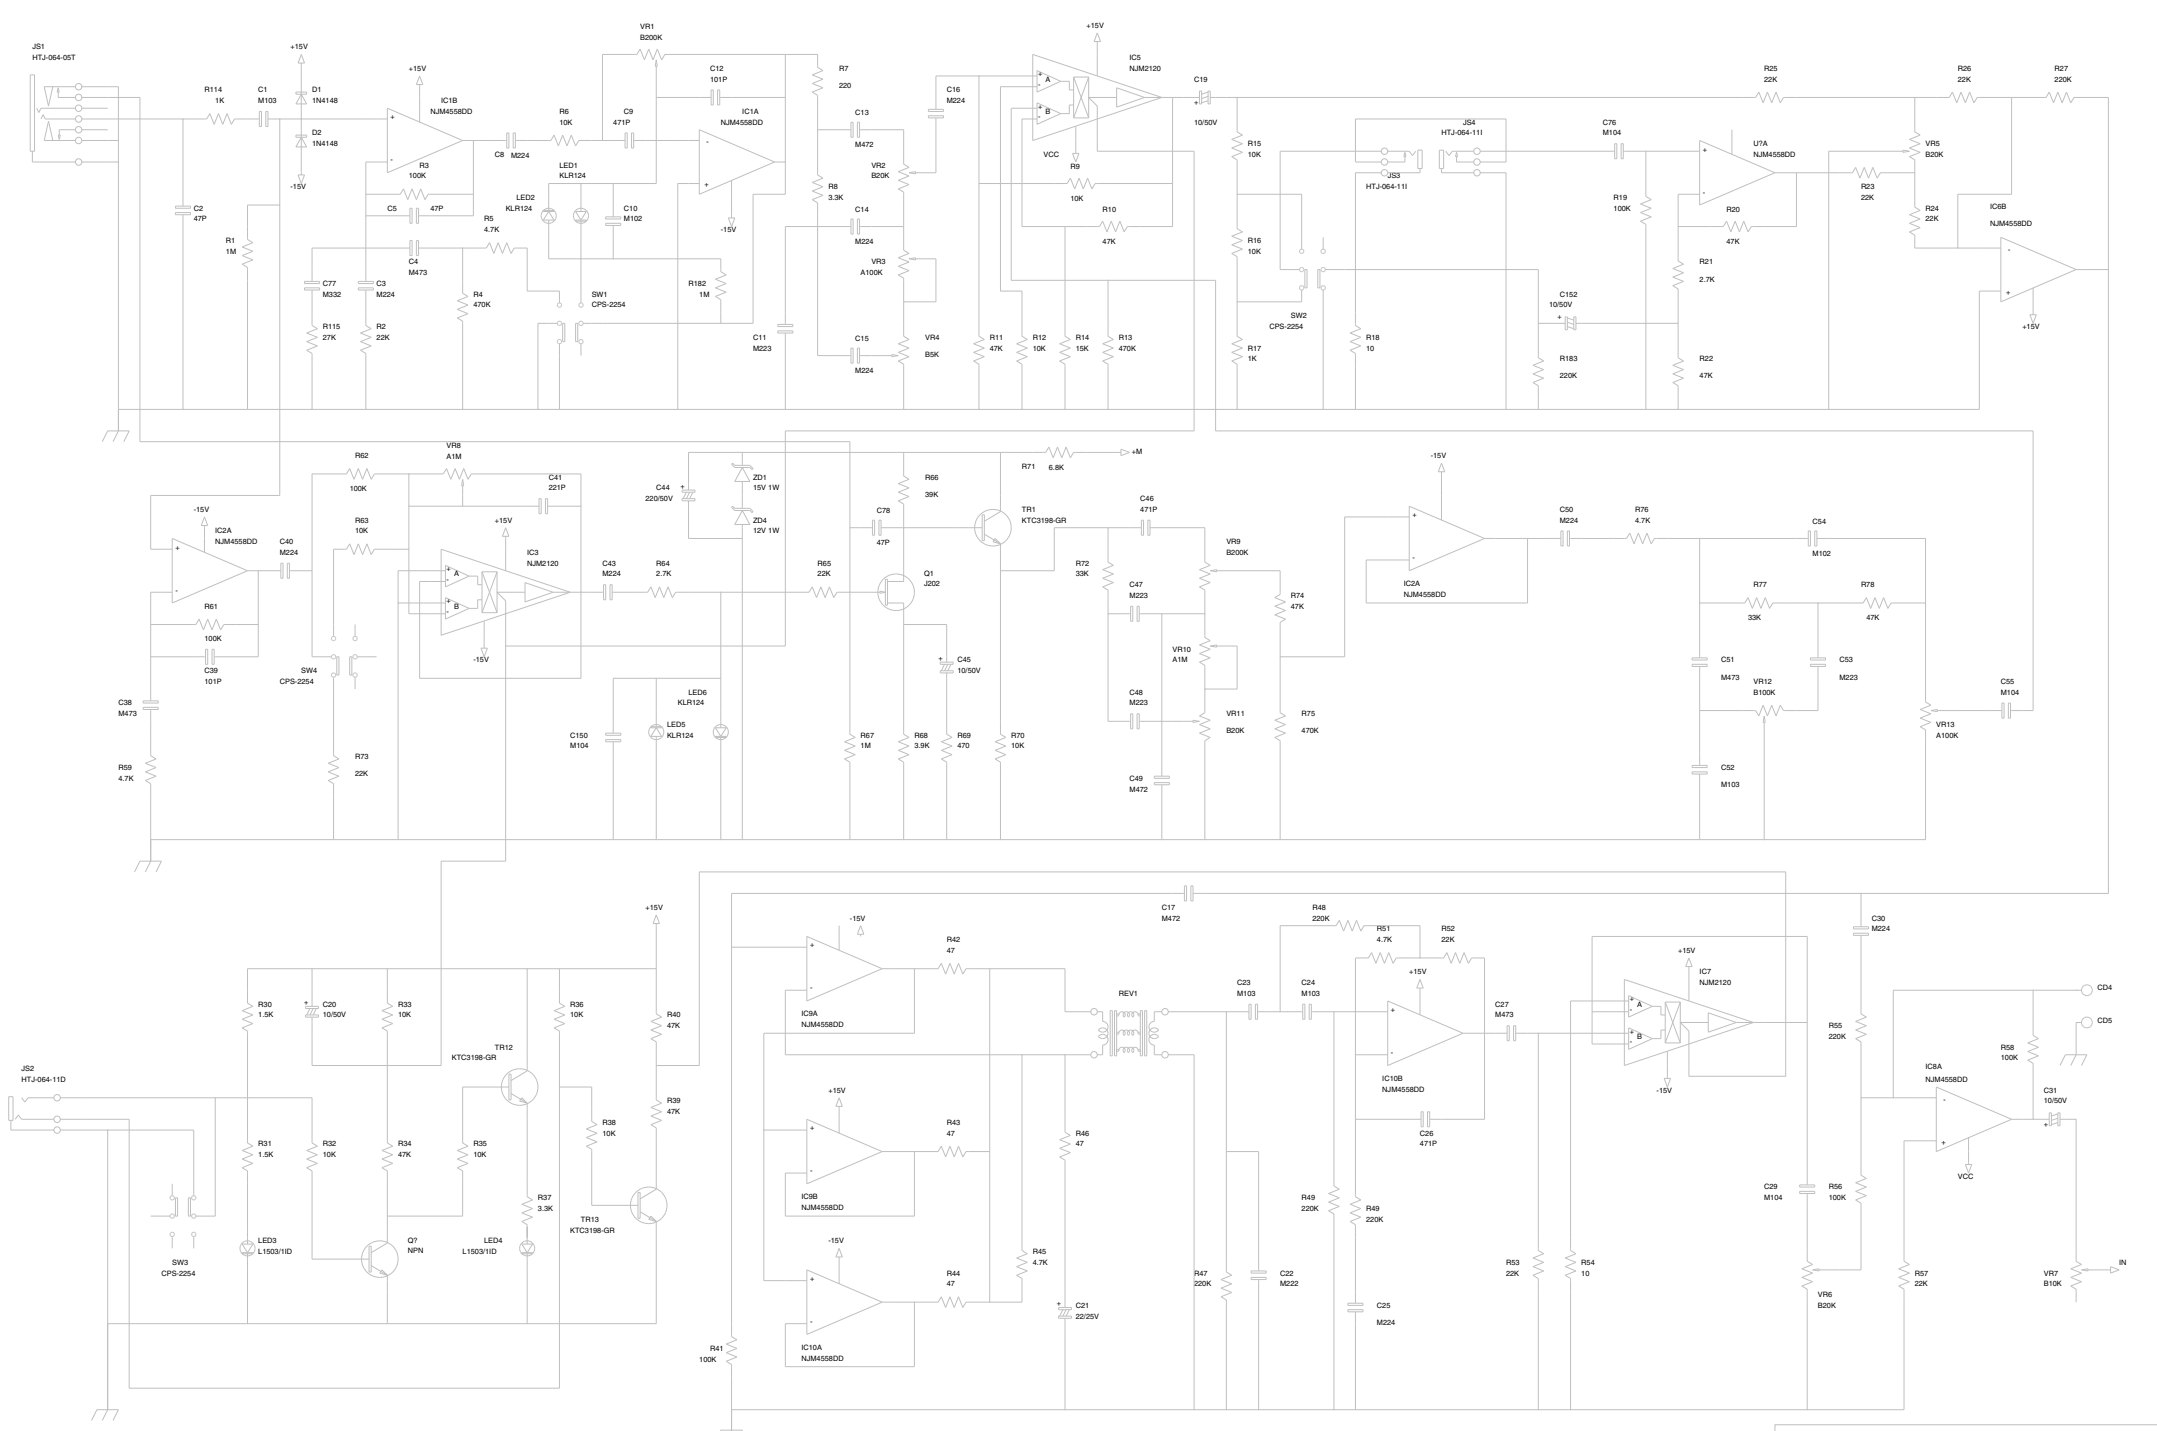 JS1
HTJ-064-05T
R114
1K
C1
M103
+15V
D1
1N4148
D2
1N4148
-15V
C2
47P
R1
1M
+15V
IC1B
NJM4558DD
+
-
R3
100K
C5
47P
C4
M473
R5
4.7K
C77
M332
C3
M224
R4
470K
R115
27K
R2
22K
C8
M224
R6
10K
VR1
B200K
C9
471P
C12
101P
IC1A
NJM4558DD
-
+
-15V
LED1
KLR124
LED2
KLR124
C10
M102
R182
1M
SW1
CPS-2254
R7
220
R8
3.3K
C11
M223
C13
M472
C14
M224
C15
M224
VR2
B20K
VR3
A100K
VR4
B5K
C16
M224
+15V
IC5
NJM2120
+
-
A
+
-
B
VCC
R9
10K
R10
47K
R11
47K
R12
10K
R14
15K
R13
470K
C19
+
10/50V
R15
10K
R16
10K
R17
1K
SW2
CPS-2254
JS4
HTJ-064-11I
JS3
HTJ-064-11I
R18
10
C76
M104
R19
100K
U?A
NJM4558DD
+
-
R20
47K
R21
2.7K
R22
47K
C152
10/50V
+
R183
220K
R25
22K
R26
22K
R27
220K
VR5
B20K
R23
22K
R24
22K
IC6B
NJM4558DD
-
+
+15V
R62
100K
VR8
A1M
C41
221P
R63
10K
-15V
IC2A
NJM4558DD
+
-
C40
M224
R61
100K
C39
101P
C38
M473
R59
4.7K
SW4
CPS-2254
R73
22K
+15V
IC3
NJM2120
+
-
A
+
-
B
-15V
C43
M224
R64
2.7K
C44
220/50V
+
ZD1
15V 1W
ZD4
12V 1W
LED6
KLR124
LED5
KLR124
C150
M104
R65
22K
C78
47P
R66
39K
Q1
J202
R67
1M
R68
3.9K
R69
470
+
C45
10/50V
R71
6.8K
+M
TR1
KTC3198-GR
R70
10K
C46
471P
R72
33K
C47
M223
C48
M223
C49
M472
VR9
B200K
VR10
A1M
VR11
B20K
R74
47K
R75
470K
-15V
+
-
IC2A
NJM4558DD
C50
M224
R76
4.7K
C54
M102
R77
33K
R78
47K
C51
M473
C52
M103
C53
M223
VR12
B100K
VR13
A100K
C55
M104
JS2
HTJ-064-11D
SW3
CPS-2254
R30
1.5K
R31
1.5K
LED3
L1503/1ID
+
C20
10/50V
R32
10K
R33
10K
R34
47K
Q?
NPN
R35
10K
TR12
KTC3198-GR
R37
3.3K
LED4
L1503/1ID
R36
10K
R38
10K
TR13
KTC3198-GR
+15V
R40
47K
R39
47K
R41
100K
-15V
+
-
IC9A
NJM4558DD
R42
47
+15V
+
-
IC9B
NJM4558DD
R43
47
-15V
+
-
IC10A
NJM4558DD
R44
47
R45
4.7K
R46
47
+
C21
22/25V
REV1
C17
M472
C23
M103
C24
M103
R47
220K
C22
M222
R48
220K
R51
4.7K
R52
22K
+15V
+
-
IC10B
NJM4558DD
C26
471P
R49
220K
R49
220K
C25
M224
C27
M473
R53
22K
R54
10
+15V
IC7
NJM2120
+
-
A
+
-
B
-15V
C29
M104
VR6
B20K
C30
M224
R55
220K
R56
100K
R57
22K
R58
100K
IC8A
NJM4558DD
-
+
VCC
C31
10/50V
+
CD4
CD5
VR7
B10K
IN